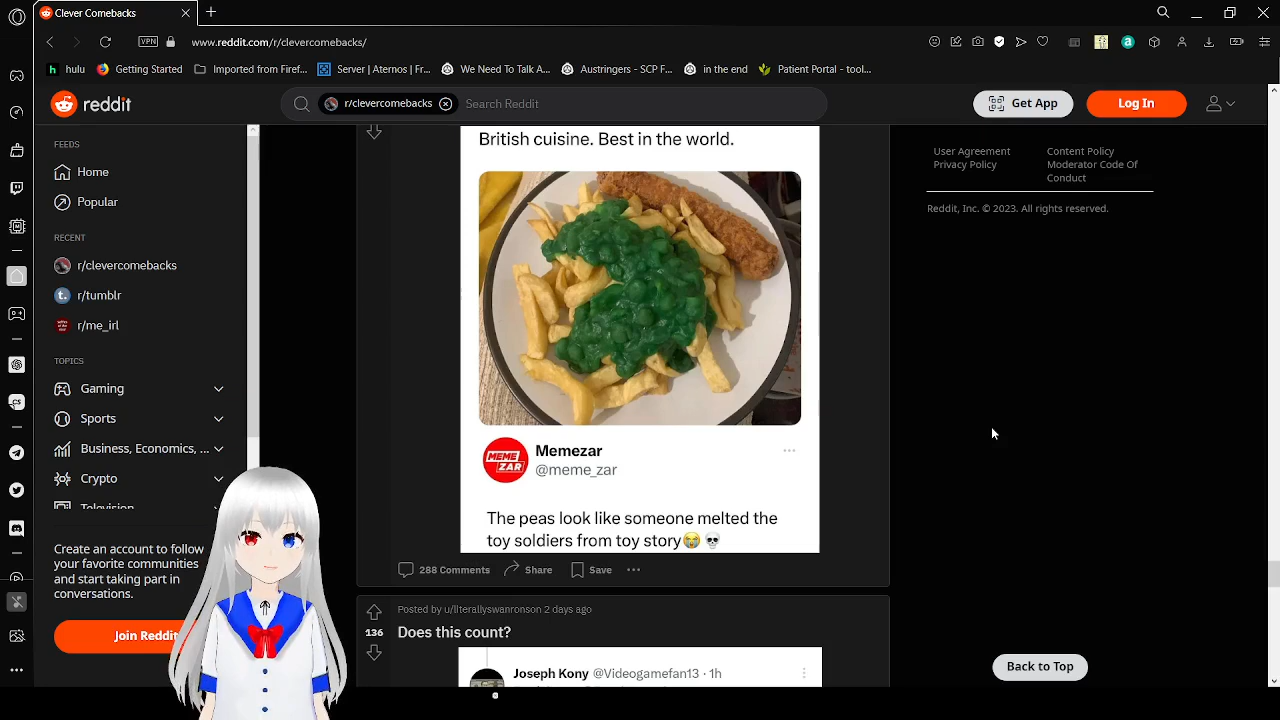 Clever Comebacks
VPN
www.reddit.com/r/clevercomebacks/
hulu
Getting Started
Imported from Firef...
Server | Aternos | Fr...
We Need To Talk A...
Austringers - SCP F...
in the end
Patient Portal - tool...
reddit
r/clevercomebacks
Search Reddit
Get App
Log In
FEEDS
Home
Popular
RECENT
r/clevercomebacks
r/tumblr
r/me_irl
TOPICS
Gaming
Sports
Business, Economics, ...
Crypto
Television
Create an account to follow
your favorite communities
and start taking part in
conversations.
Join Reddit
British cuisine. Best in the world.
MEME
ZAR
Memezar
@meme_zar
The peas look like someone melted the
toy soldiers from toy story😭💀
288 Comments
Share
Save
Posted by u/literallyswanronson 2 days ago
136
Does this count?
Joseph Kony @Videogamefan13 · 1h
User Agreement
Privacy Policy
Content Policy
Moderator Code Of
Conduct
Reddit, Inc. © 2023. All rights reserved.
Back to Top